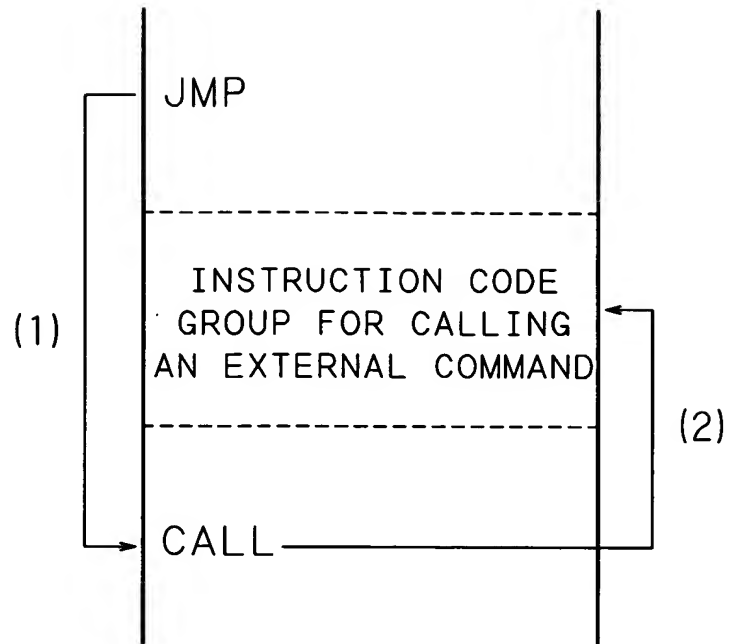 JMP
INSTRUCTION CODE
(1)
GROUP FOR CALLING
AN EXTERNAL COMMAND
(2)
CALL